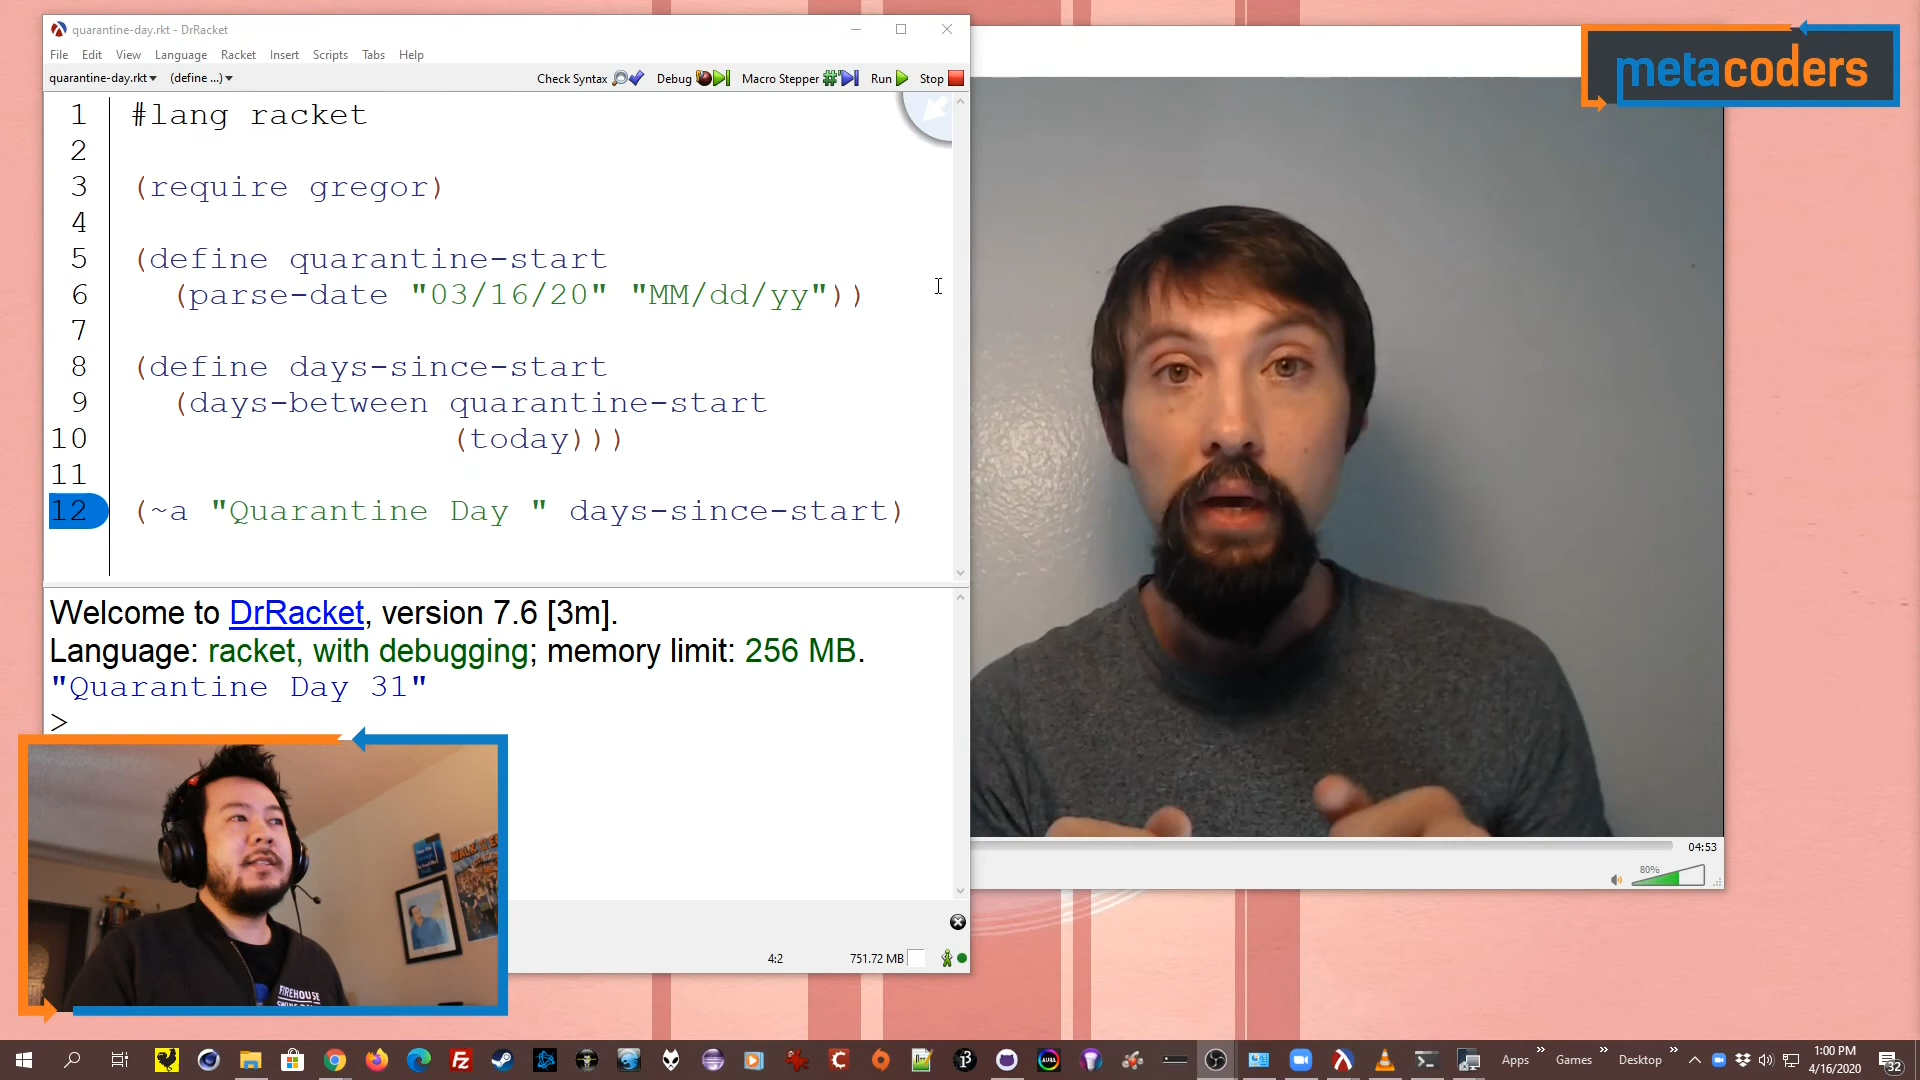 quarantine-day.rkt - DrRacket
File Edit View Language Racket Insert Scripts Tabs Help
quarantine-day.rkt▾ (define ...)▾ Check Syntax Debug Macro Stepper Run Stop
1 #lang racket
2
3 (require gregor)
4
5 (define quarantine-start
6 (parse-date "03/16/20" "MM/dd/yy"))
7
8 (define days-since-start
9 (days-between quarantine-start
10 (today)))
11
12 (~a "Quarantine Day " days-since-start)
Welcome to DrRacket, version 7.6 [3m].
Language: racket, with debugging; memory limit: 256 MB.
"Quarantine Day 31"
>
4:2 751.72 MB
metacoders
04:53
80%
FIREHOUSE
Apps » Games » Desktop »
1:00 PM
4/16/2020
32